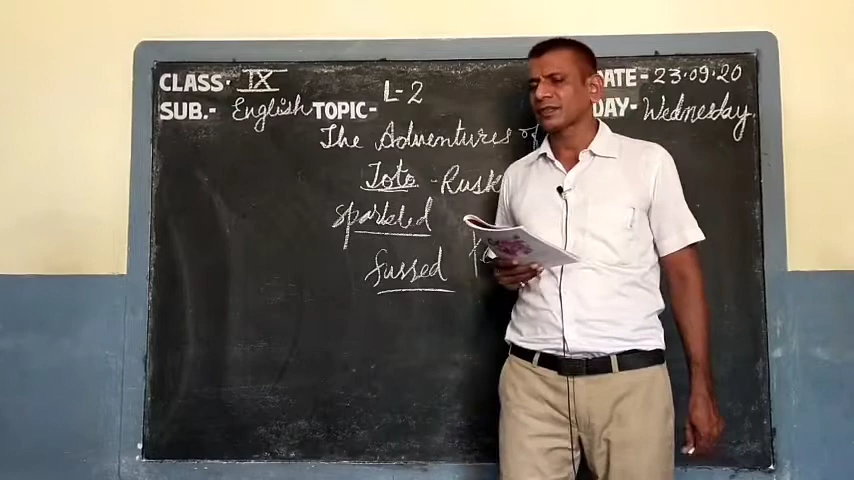 CLASS- IX L-2 DATE- 23.09.20
SUB.- English TOPIC- DAY- Wednesday
The Adventures of
Toto - Rusk
sparkled
fussed